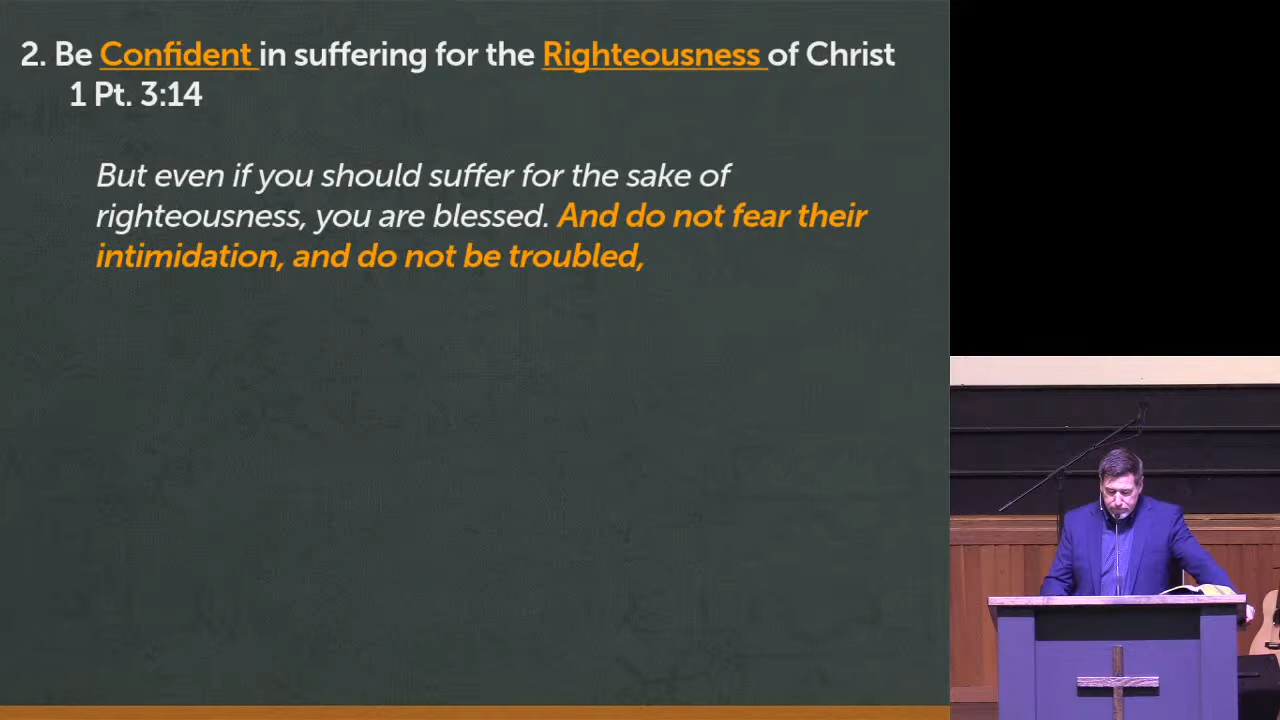 2. Be Confident in suffering for the Righteousness of Christ
1 Pt. 3:14
But even if you should suffer for the sake of
righteousness, you are blessed. And do not fear their
intimidation, and do not be troubled,